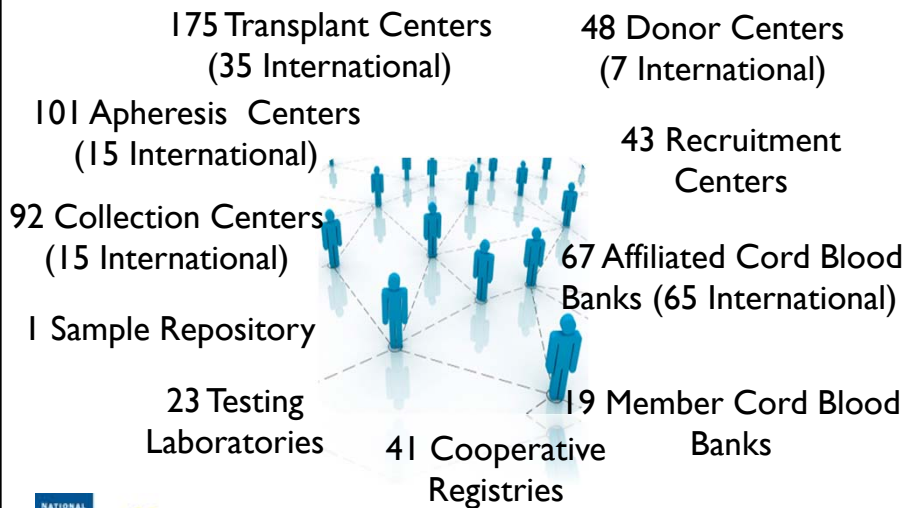 175 Transplant Centers
(35 International)
48 Donor Centers
(7 International)
101 Apheresis Centers
(15 International)
43 Recruitment
Centers
92 Collection Centers
(15 International)
67 Affiliated Cord Blood
Banks (65 International)
1 Sample Repository
23 Testing
Laboratories
19 Member Cord Blood
Banks
41 Cooperative
Registries
NATIONAL